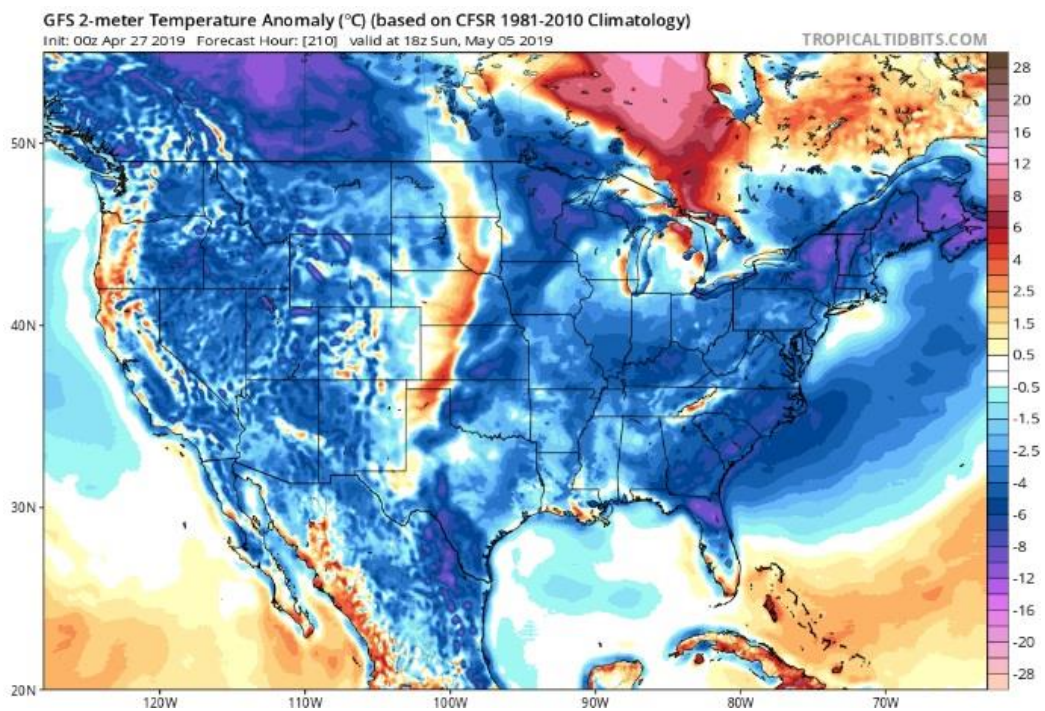 GFS 2-meter Temperature Anomaly (°C) (based on CFSR 1981-2010 Climatology)
Init: 00z Apr 27 2019 Forecast Hour: [210] valid at 18z Sun, May 05 2019 TROPICALTIDBITS.COM
28
20
16
12
8
6
4
2.5
1.5
0.5
-0.5
-1.5
-2.5
-4
-6
-8
-12
-16
-20
-28
50N
40N
30N
20N
120W 110W 100W 90W 80W 70W